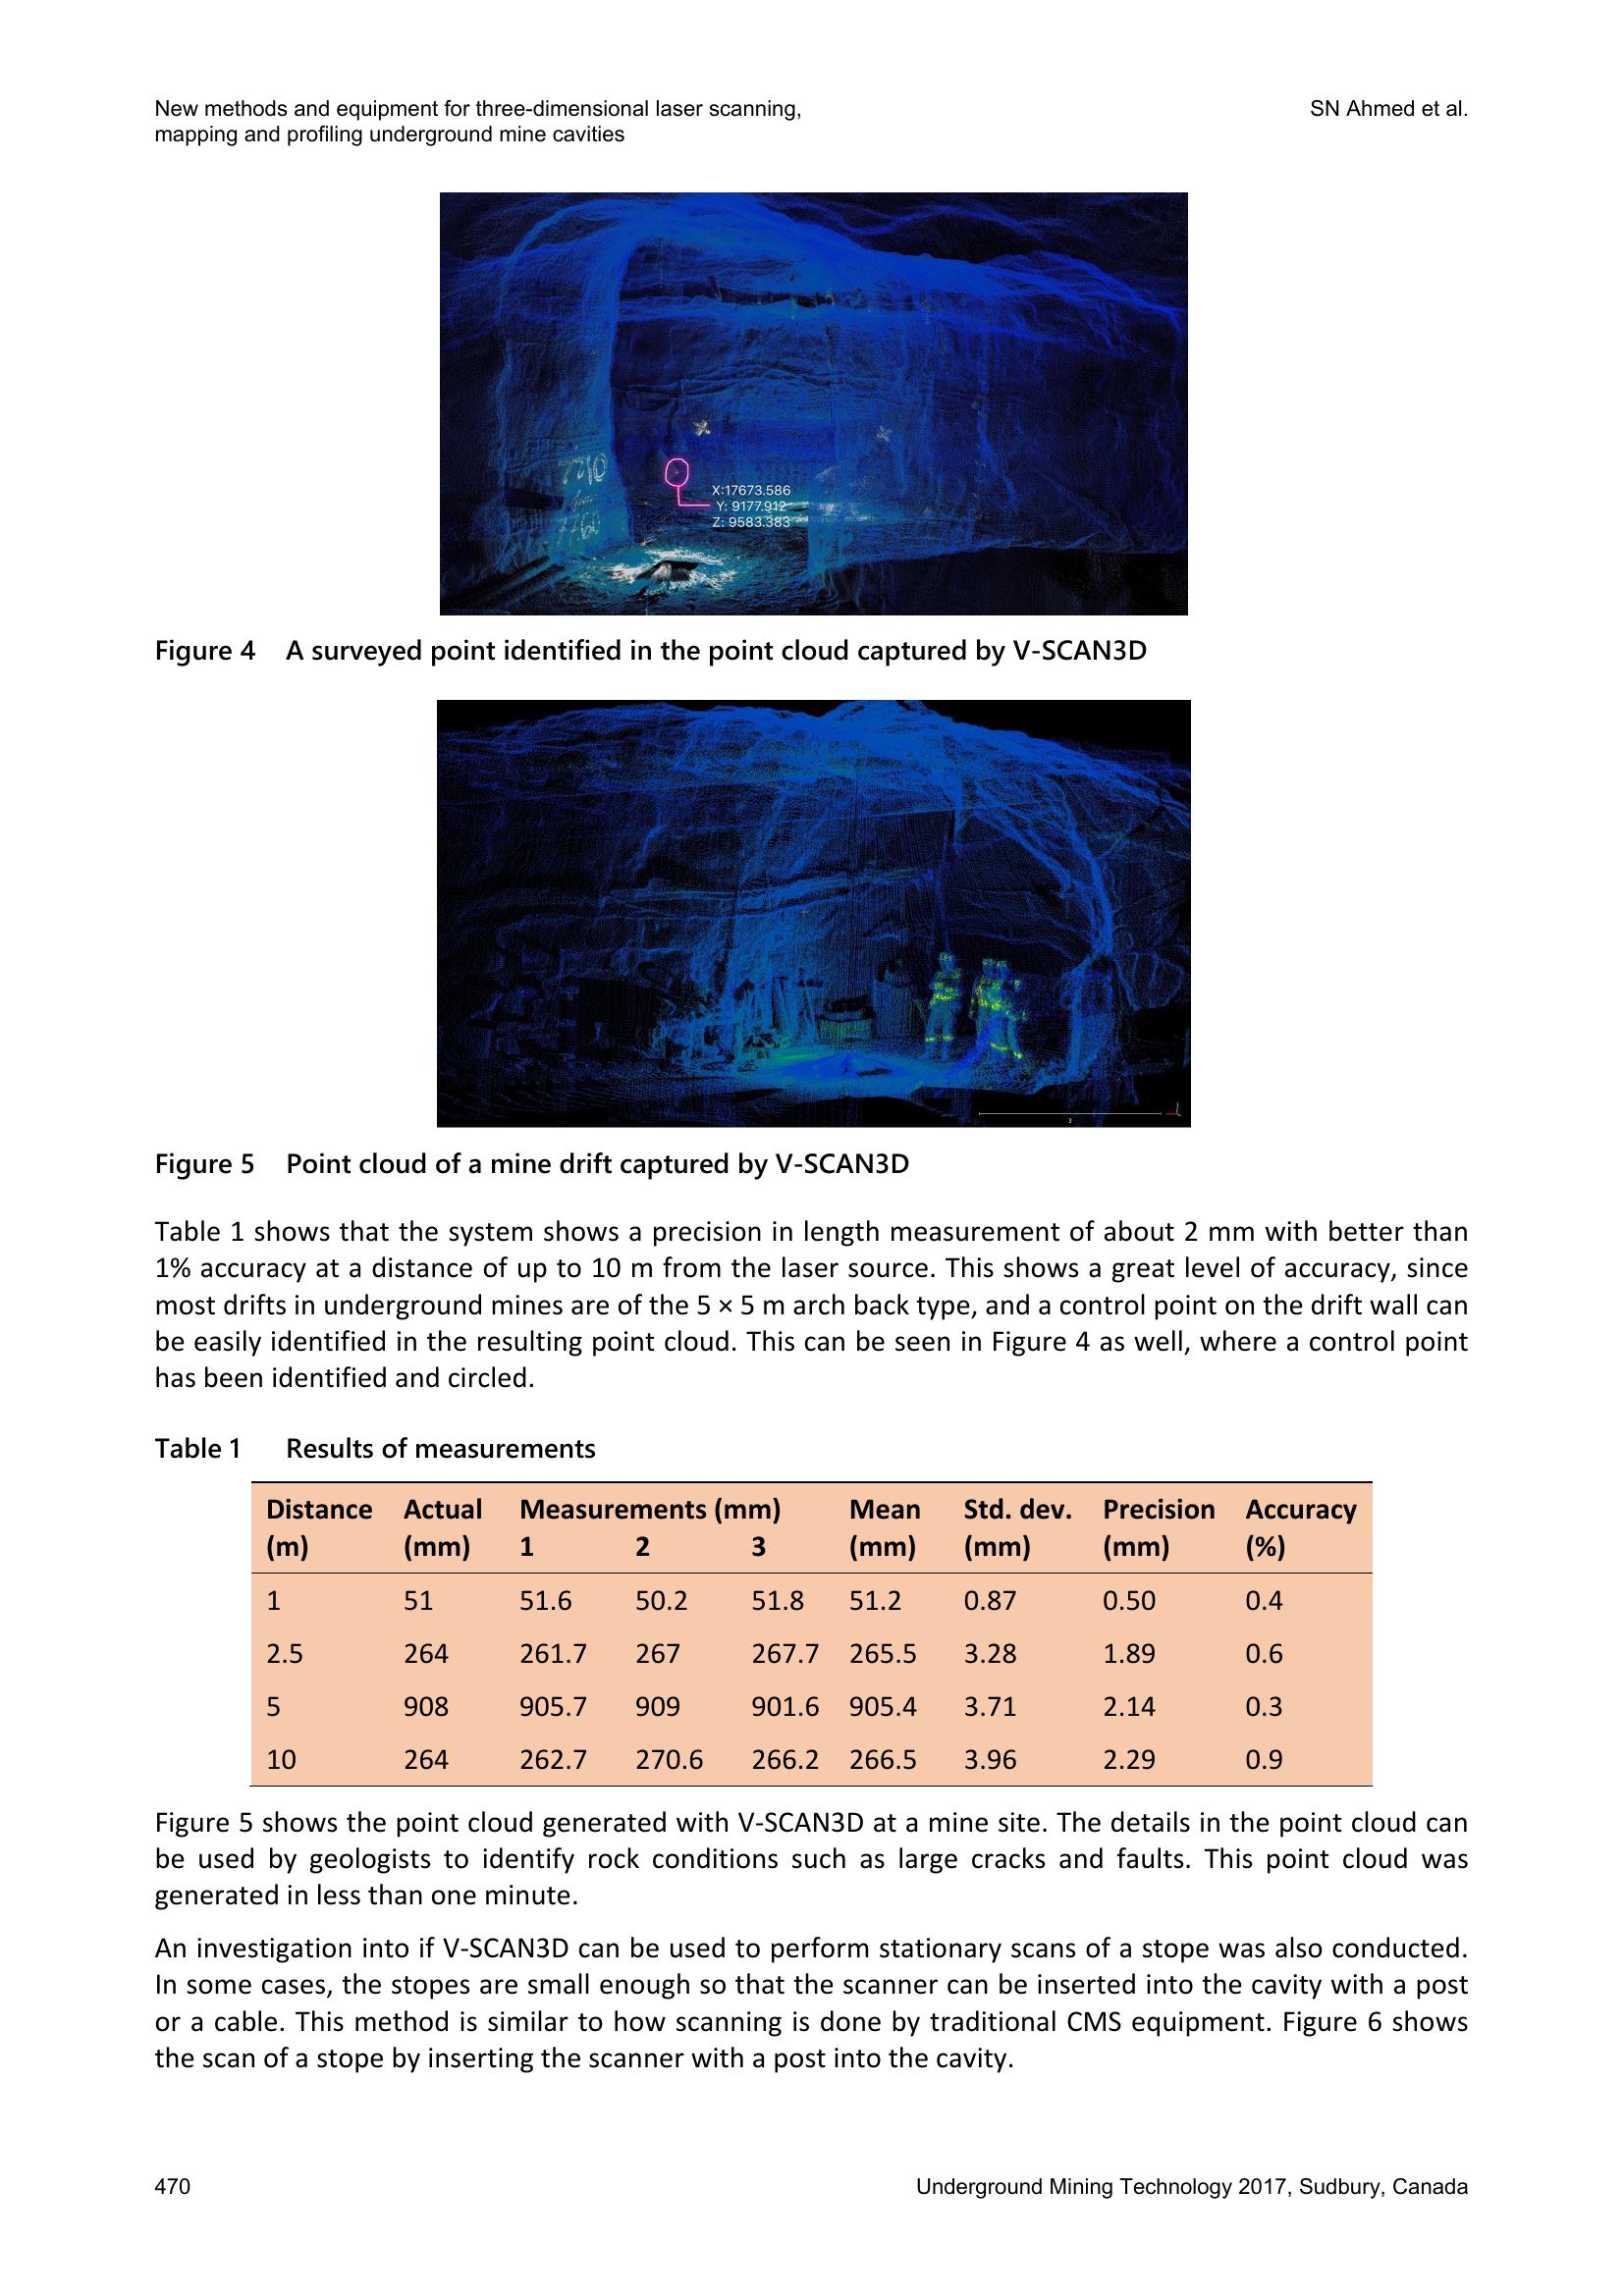 New methods and equipment for three-dimensional laser scanning,
mapping and profiling underground mine cavities
SN Ahmed et al.
X:17673.586
Y: 9177.912
Z: 9583.383
Figure 4 A surveyed point identified in the point cloud captured by V-SCAN3D
3
Figure 5 Point cloud of a mine drift captured by V-SCAN3D
Table 1 shows that the system shows a precision in length measurement of about 2 mm with better than
1% accuracy at a distance of up to 10 m from the laser source. This shows a great level of accuracy, since
most drifts in underground mines are of the 5 × 5 m arch back type, and a control point on the drift wall can
be easily identified in the resulting point cloud. This can be seen in Figure 4 as well, where a control point
has been identified and circled.
Table 1 Results of measurements
Distance Actual Measurements (mm) Mean Std. dev. Precision Accuracy
(m) (mm) 1 2 3 (mm) (mm) (mm) (%)
1 51 51.6 50.2 51.8 51.2 0.87 0.50 0.4
2.5 264 261.7 267 267.7 265.5 3.28 1.89 0.6
5 908 905.7 909 901.6 905.4 3.71 2.14 0.3
10 264 262.7 270.6 266.2 266.5 3.96 2.29 0.9
Figure 5 shows the point cloud generated with V-SCAN3D at a mine site. The details in the point cloud can
be used by geologists to identify rock conditions such as large cracks and faults. This point cloud was
generated in less than one minute.
An investigation into if V-SCAN3D can be used to perform stationary scans of a stope was also conducted.
In some cases, the stopes are small enough so that the scanner can be inserted into the cavity with a post
or a cable. This method is similar to how scanning is done by traditional CMS equipment. Figure 6 shows
the scan of a stope by inserting the scanner with a post into the cavity.
470
Underground Mining Technology 2017, Sudbury, Canada